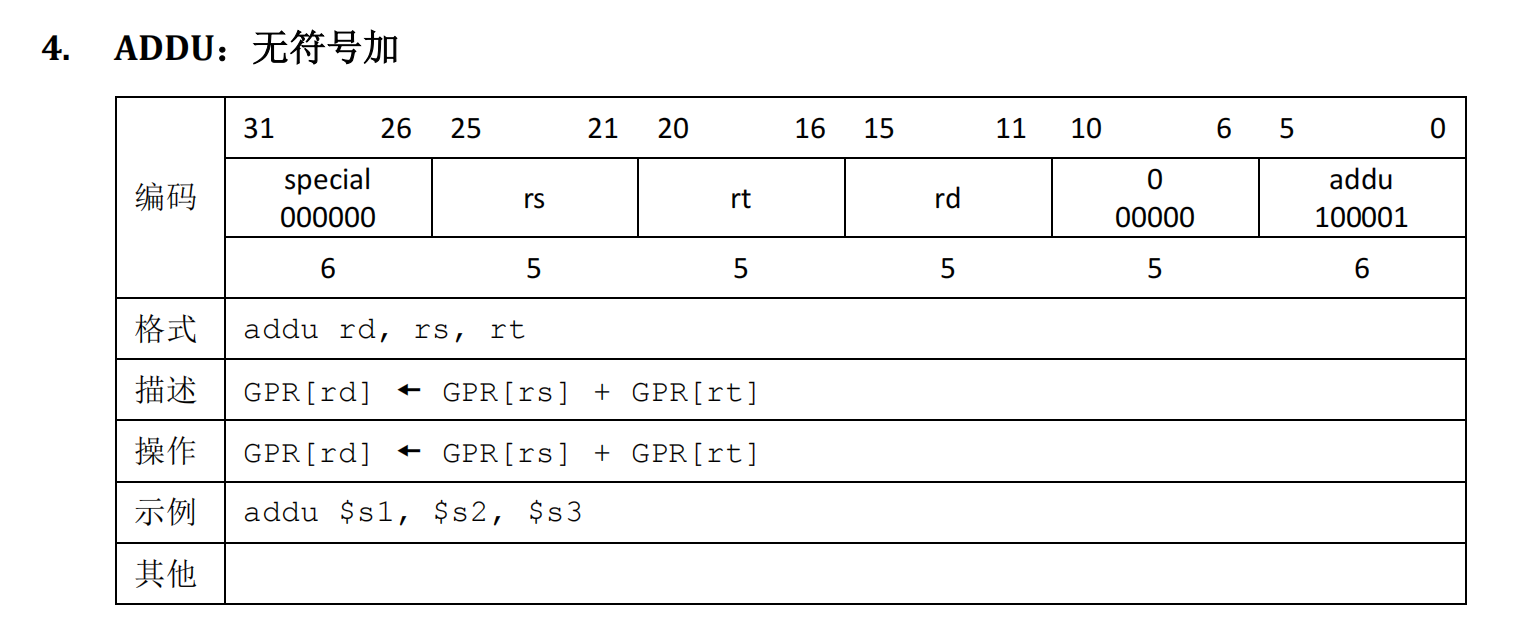 4. ADDU：无符号加
31 26 25 21 20 16 15 11 10 6 5 0
编码
special
000000
rs
rt
rd
0
00000
addu
100001
6 5 5 5 5 6
格式 addu rd, rs, rt
描述 GPR[rd] ← GPR[rs] + GPR[rt]
操作 GPR[rd] ← GPR[rs] + GPR[rt]
示例 addu $s1, $s2, $s3
其他